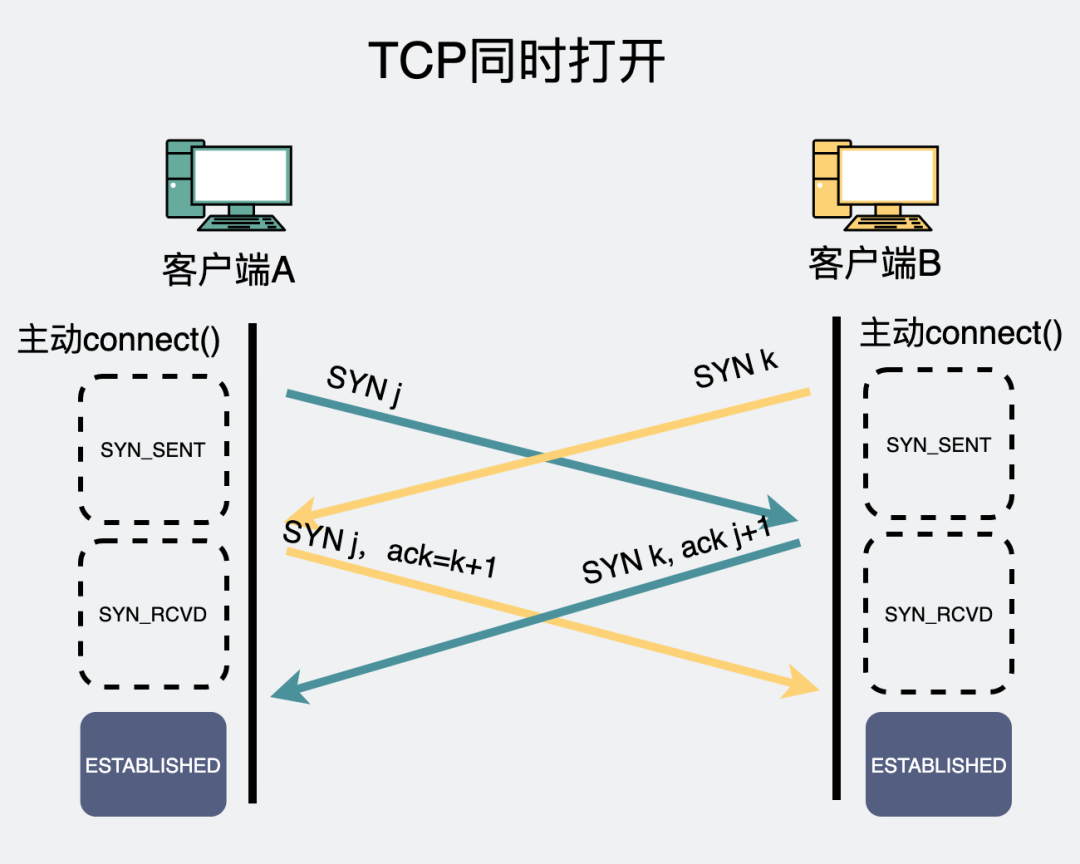 TCP同时打开
客户端A
客户端B
主动connect()
主动connect()
SYN j
SYN k
SYN_SENT
SYN_SENT
SYN j，ack=k+1
SYN k, ack j+1
SYN_RCVD
SYN_RCVD
ESTABLISHED
ESTABLISHED